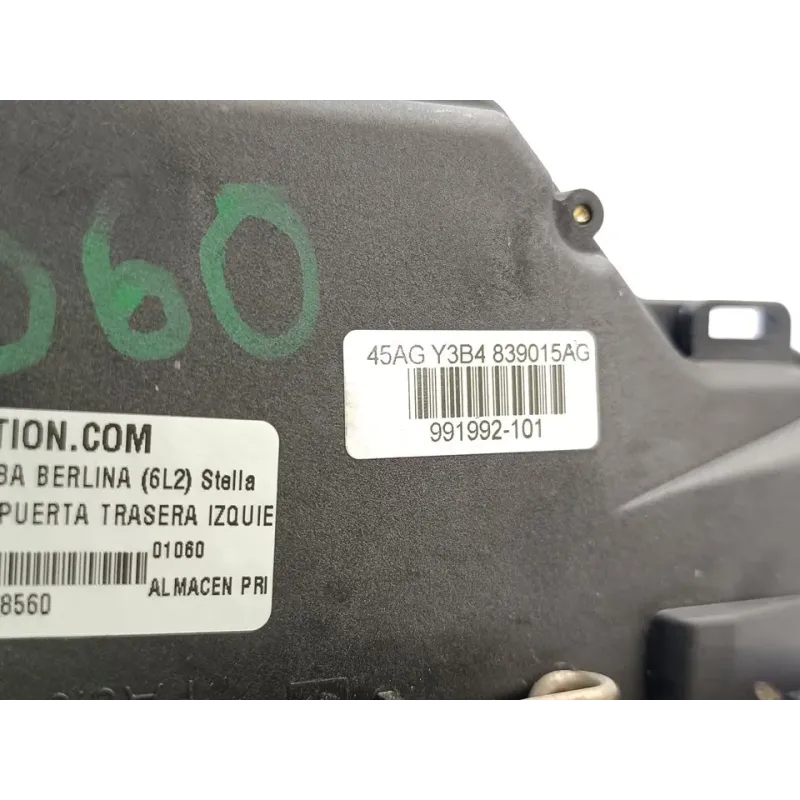 060
45AG Y3B4 839015AG
991992-101
TION.COM
BA BERLINA (6L2) Stella
PUERTA TRASERA IZQUIE
01060
ALMACEN PRI
8560